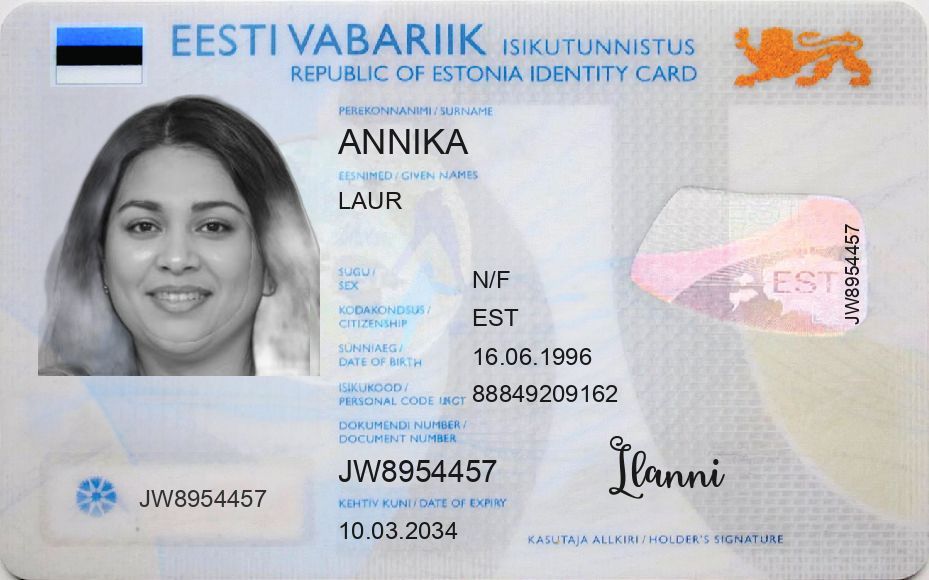 EESTI VABARIIK ISIKUTUNNISTUS
REPUBLIC OF ESTONIA IDENTITY CARD
PEREKONNANIMI / SURNAME
ANNIKA
EESNIMED / GIVEN NAMES
LAUR
SUGU /
SEX
N/F
KODAKONDSUS /
CITIZENSHIP
EST
SÜNNIAEG /
DATE OF BIRTH
16.06.1996
ISIKUKOOD /
PERSONAL CODE
88849209162
DOKUMENDI NUMBER /
DOCUMENT NUMBER
JW8954457
KEHTIV KUNI / DATE OF EXPIRY
10.03.2034
JW8954457
EST
JW8954457
Ilanni
KASUTAJA ALLKIRI / HOLDER'S SIGNATURE